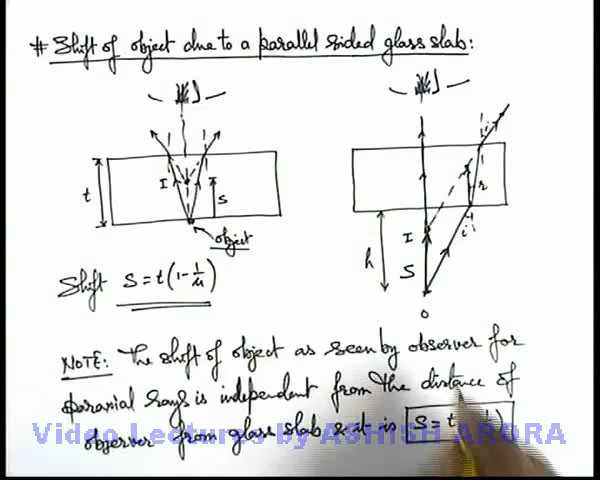 # Shift of object due to a parallel sided glass slab:
t
I
S
object
i
r
I
h
S
i
O
Shift S = t(1 - 1/μ)
NOTE: The shift of object as seen by observer for
paraxial rays is independent from the distance of
observer from glass slab & it is S = t
Video Lectures by ASHISH ARORA